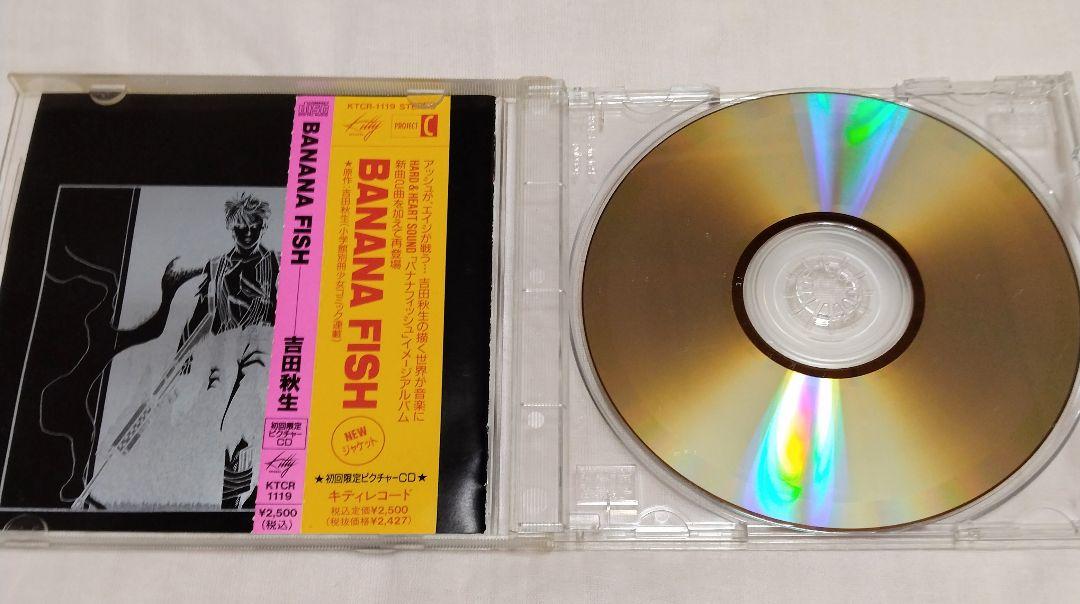 BANANA FISH
吉田秋生
初回限定
ピクチャー
CD
Kitty
KTCR
1119
¥2,500
(税込)
KTCR-1119 STEREO
Kitty
PROJECT C
アッシュが、エイジが戦う…吉田秋生の描く世界が音楽に
HARD & HEART SOUND「バナナフィッシュ」イメージアルバム
新曲の2曲を加えて再登場
★原作:吉田秋生(小学館別冊少女コミック連載)
BANANA FISH
NEW
ジャケット
★初回限定ピクチャーCD★
キティレコード
税込定価¥2,500
(税抜価格¥2,427)